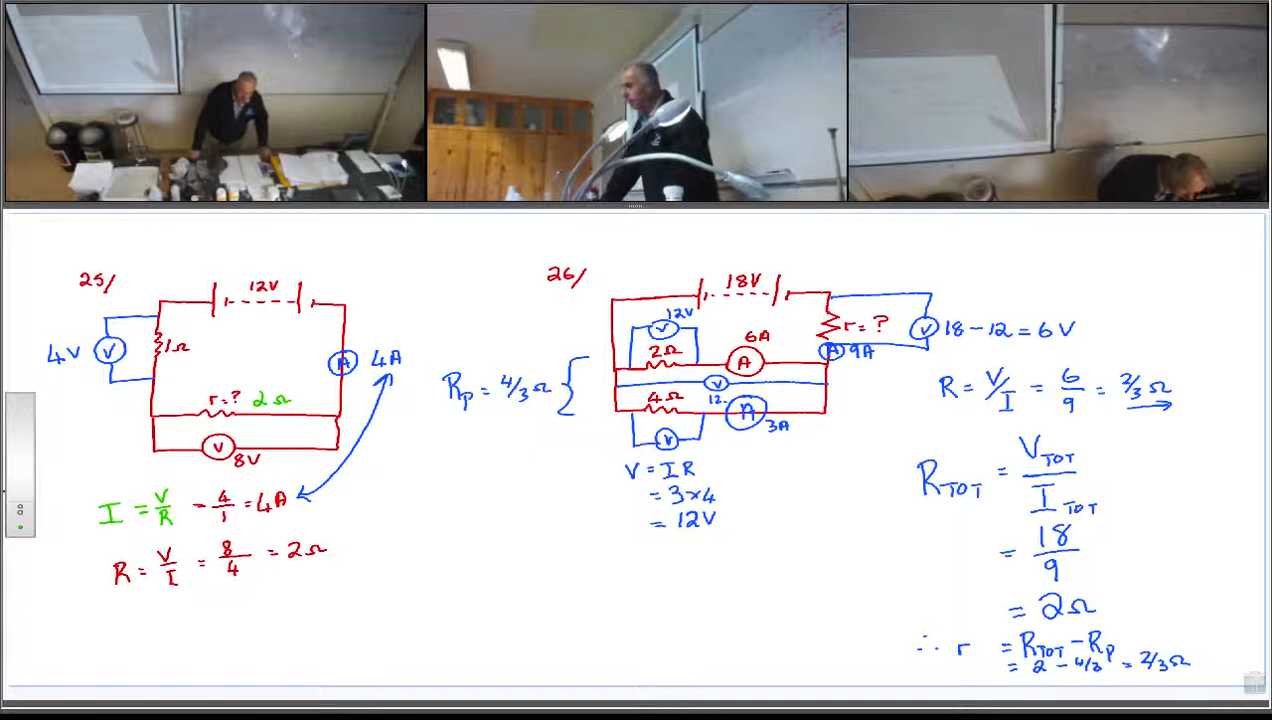 25/
12V
4V
V
1Ω
A
4A
r=?
2Ω
V
8V
I = V/R = 4/1 = 4A
R = V/I = 8/4 = 2Ω
26/
18V
12V
V
2Ω
6A
A
r=?
V
18-12=6V
A
9A
Rp = 4/3 Ω
V
12
4Ω
A
3A
V
V = IR
= 3×4
= 12V
R = V/I = 6/9 = 2/3 Ω
RTOT = VTOT/ITOT
= 18/9
= 2Ω
∴ r = RTOT - Rp
= 2 - 4/3 = 2/3 Ω